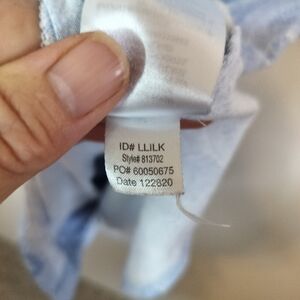 ID# LLILK
Style# 813702
PO# 60050675
Date 122820